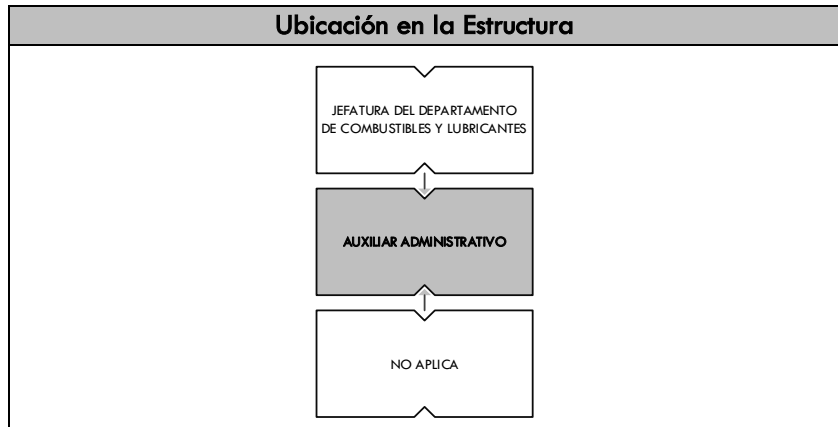 Ubicación en la Estructura
JEFATURA DEL DEPARTAMENTO
DE COMBUSTIBLES Y LUBRICANTES
AUXILIAR ADMINISTRATIVO
NO APLICA